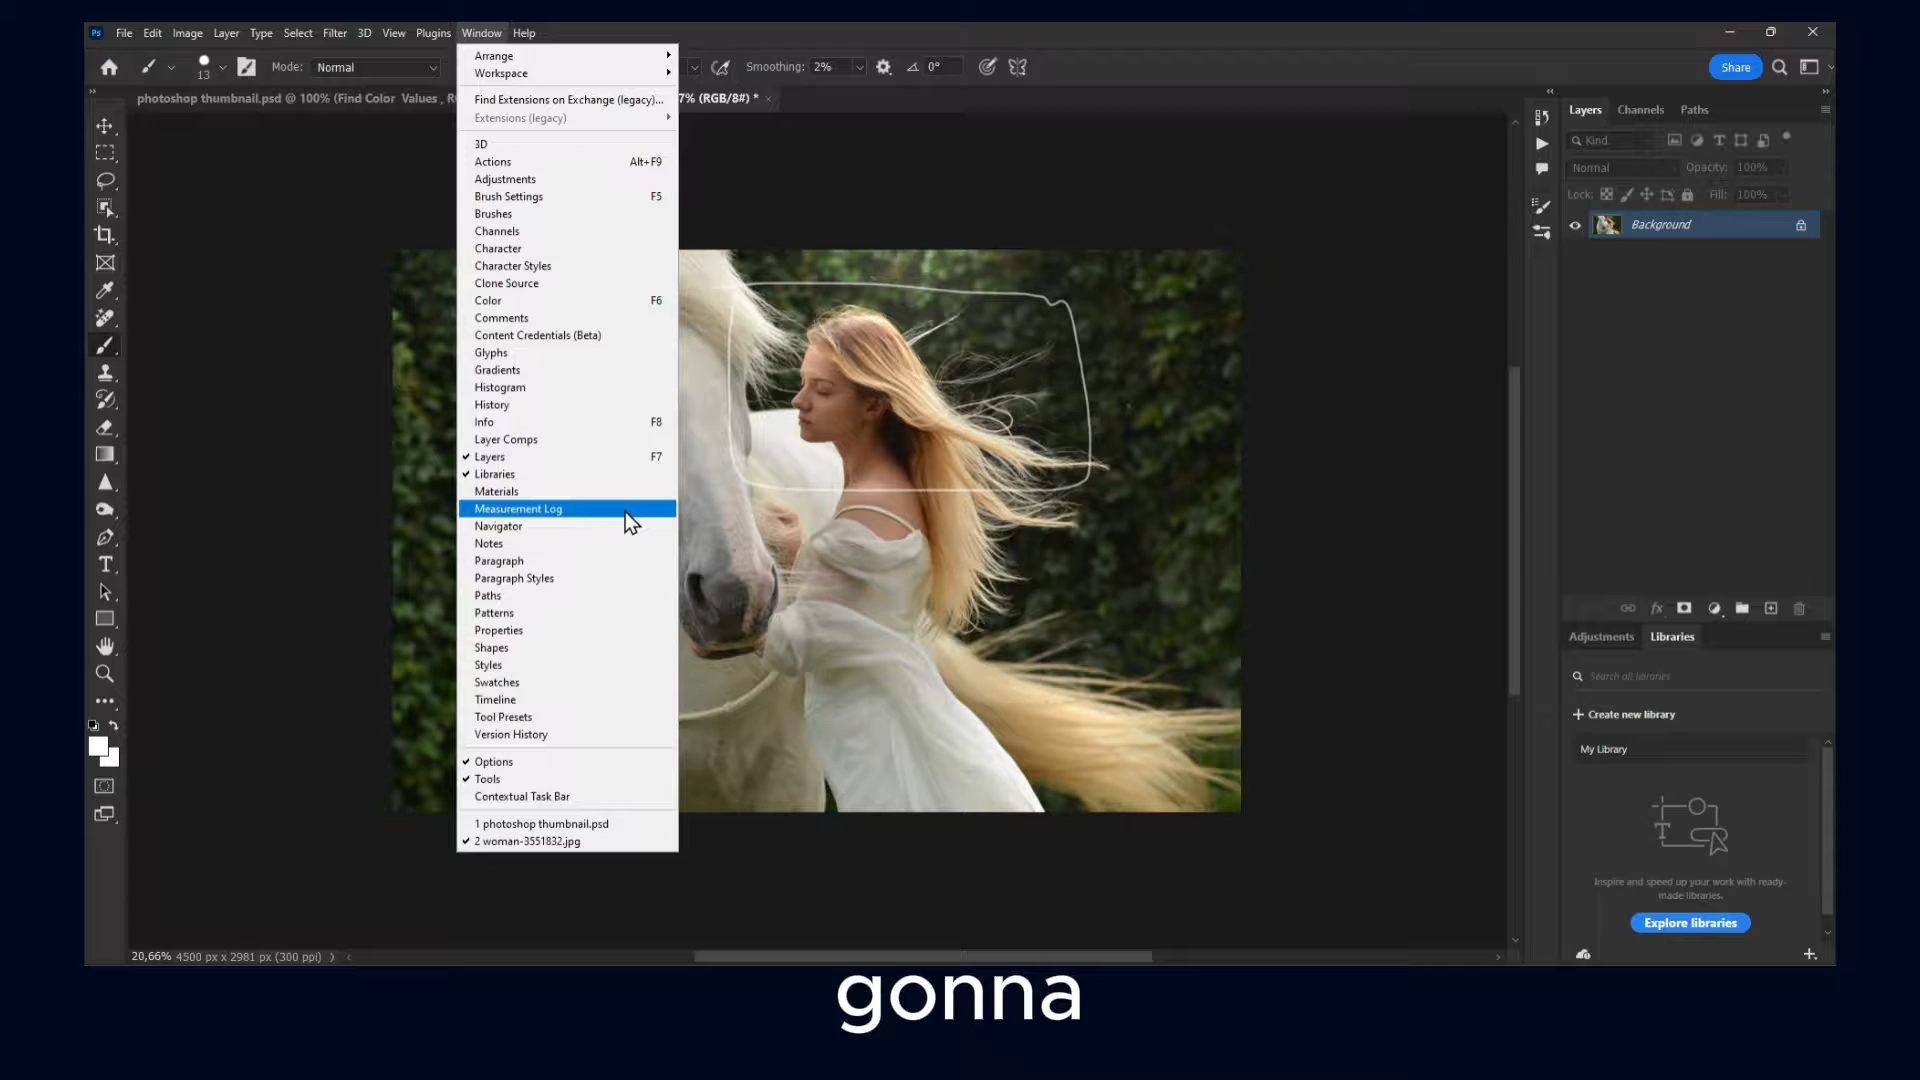 Ps File Edit Image Layer Type Select Filter 3D View Plugins Window Help
13 Mode: Normal Smoothing: 2% 0° Share
photoshop thumbnail.psd @ 100% (Find Color Values , R
7% (RGB/8#) * ×
Arrange
Workspace
Find Extensions on Exchange (legacy)...
Extensions (legacy)
3D
Actions Alt+F9
Adjustments
Brush Settings F5
Brushes
Channels
Character
Character Styles
Clone Source
Color F6
Comments
Content Credentials (Beta)
Glyphs
Gradients
Histogram
History
Info F8
Layer Comps
Layers F7
Libraries
Materials
Measurement Log
Navigator
Notes
Paragraph
Paragraph Styles
Paths
Patterns
Properties
Shapes
Styles
Swatches
Timeline
Tool Presets
Version History
Options
Tools
Contextual Task Bar
1 photoshop thumbnail.psd
2 woman-3551832.jpg
Layers Channels Paths
Kind
Normal Opacity: 100%
Lock: Fill: 100%
Background
Adjustments Libraries
Search all libraries
+ Create new library
My Library
Inspire and speed up your work with ready-
made libraries.
Explore libraries
20,66% 4500 px x 2981 px (300 ppi)
gonna